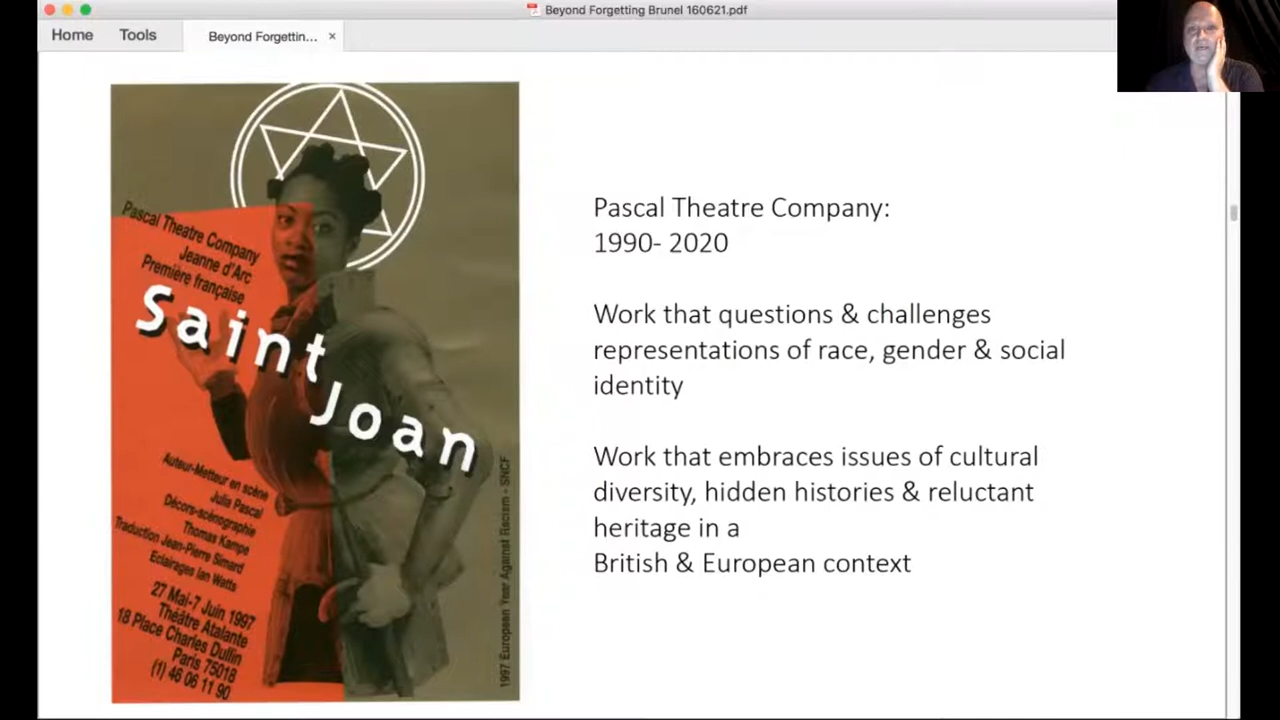 Beyond Forgetting Brunel 160621.pdf
Home
Tools
Beyond Forgettin...
×
Pascal Theatre Company
Jeanne d'Arc
Première française
Saint
Joan
Auteur-Metteur en scène
Julia Pascal
Décors-scénographie
Thomas Kampe
Traduction Jean-Pierre Simard
Eclairages Ian Watts
27 Mai-7 Juin 1997
Théâtre Atalante
18 Place Charles Dullin
Paris 75018
(1) 46 06 11 90
1997 European Year Against Racism - SNCF
Pascal Theatre Company:
1990- 2020
Work that questions & challenges
representations of race, gender & social
identity
Work that embraces issues of cultural
diversity, hidden histories & reluctant
heritage in a
British & European context